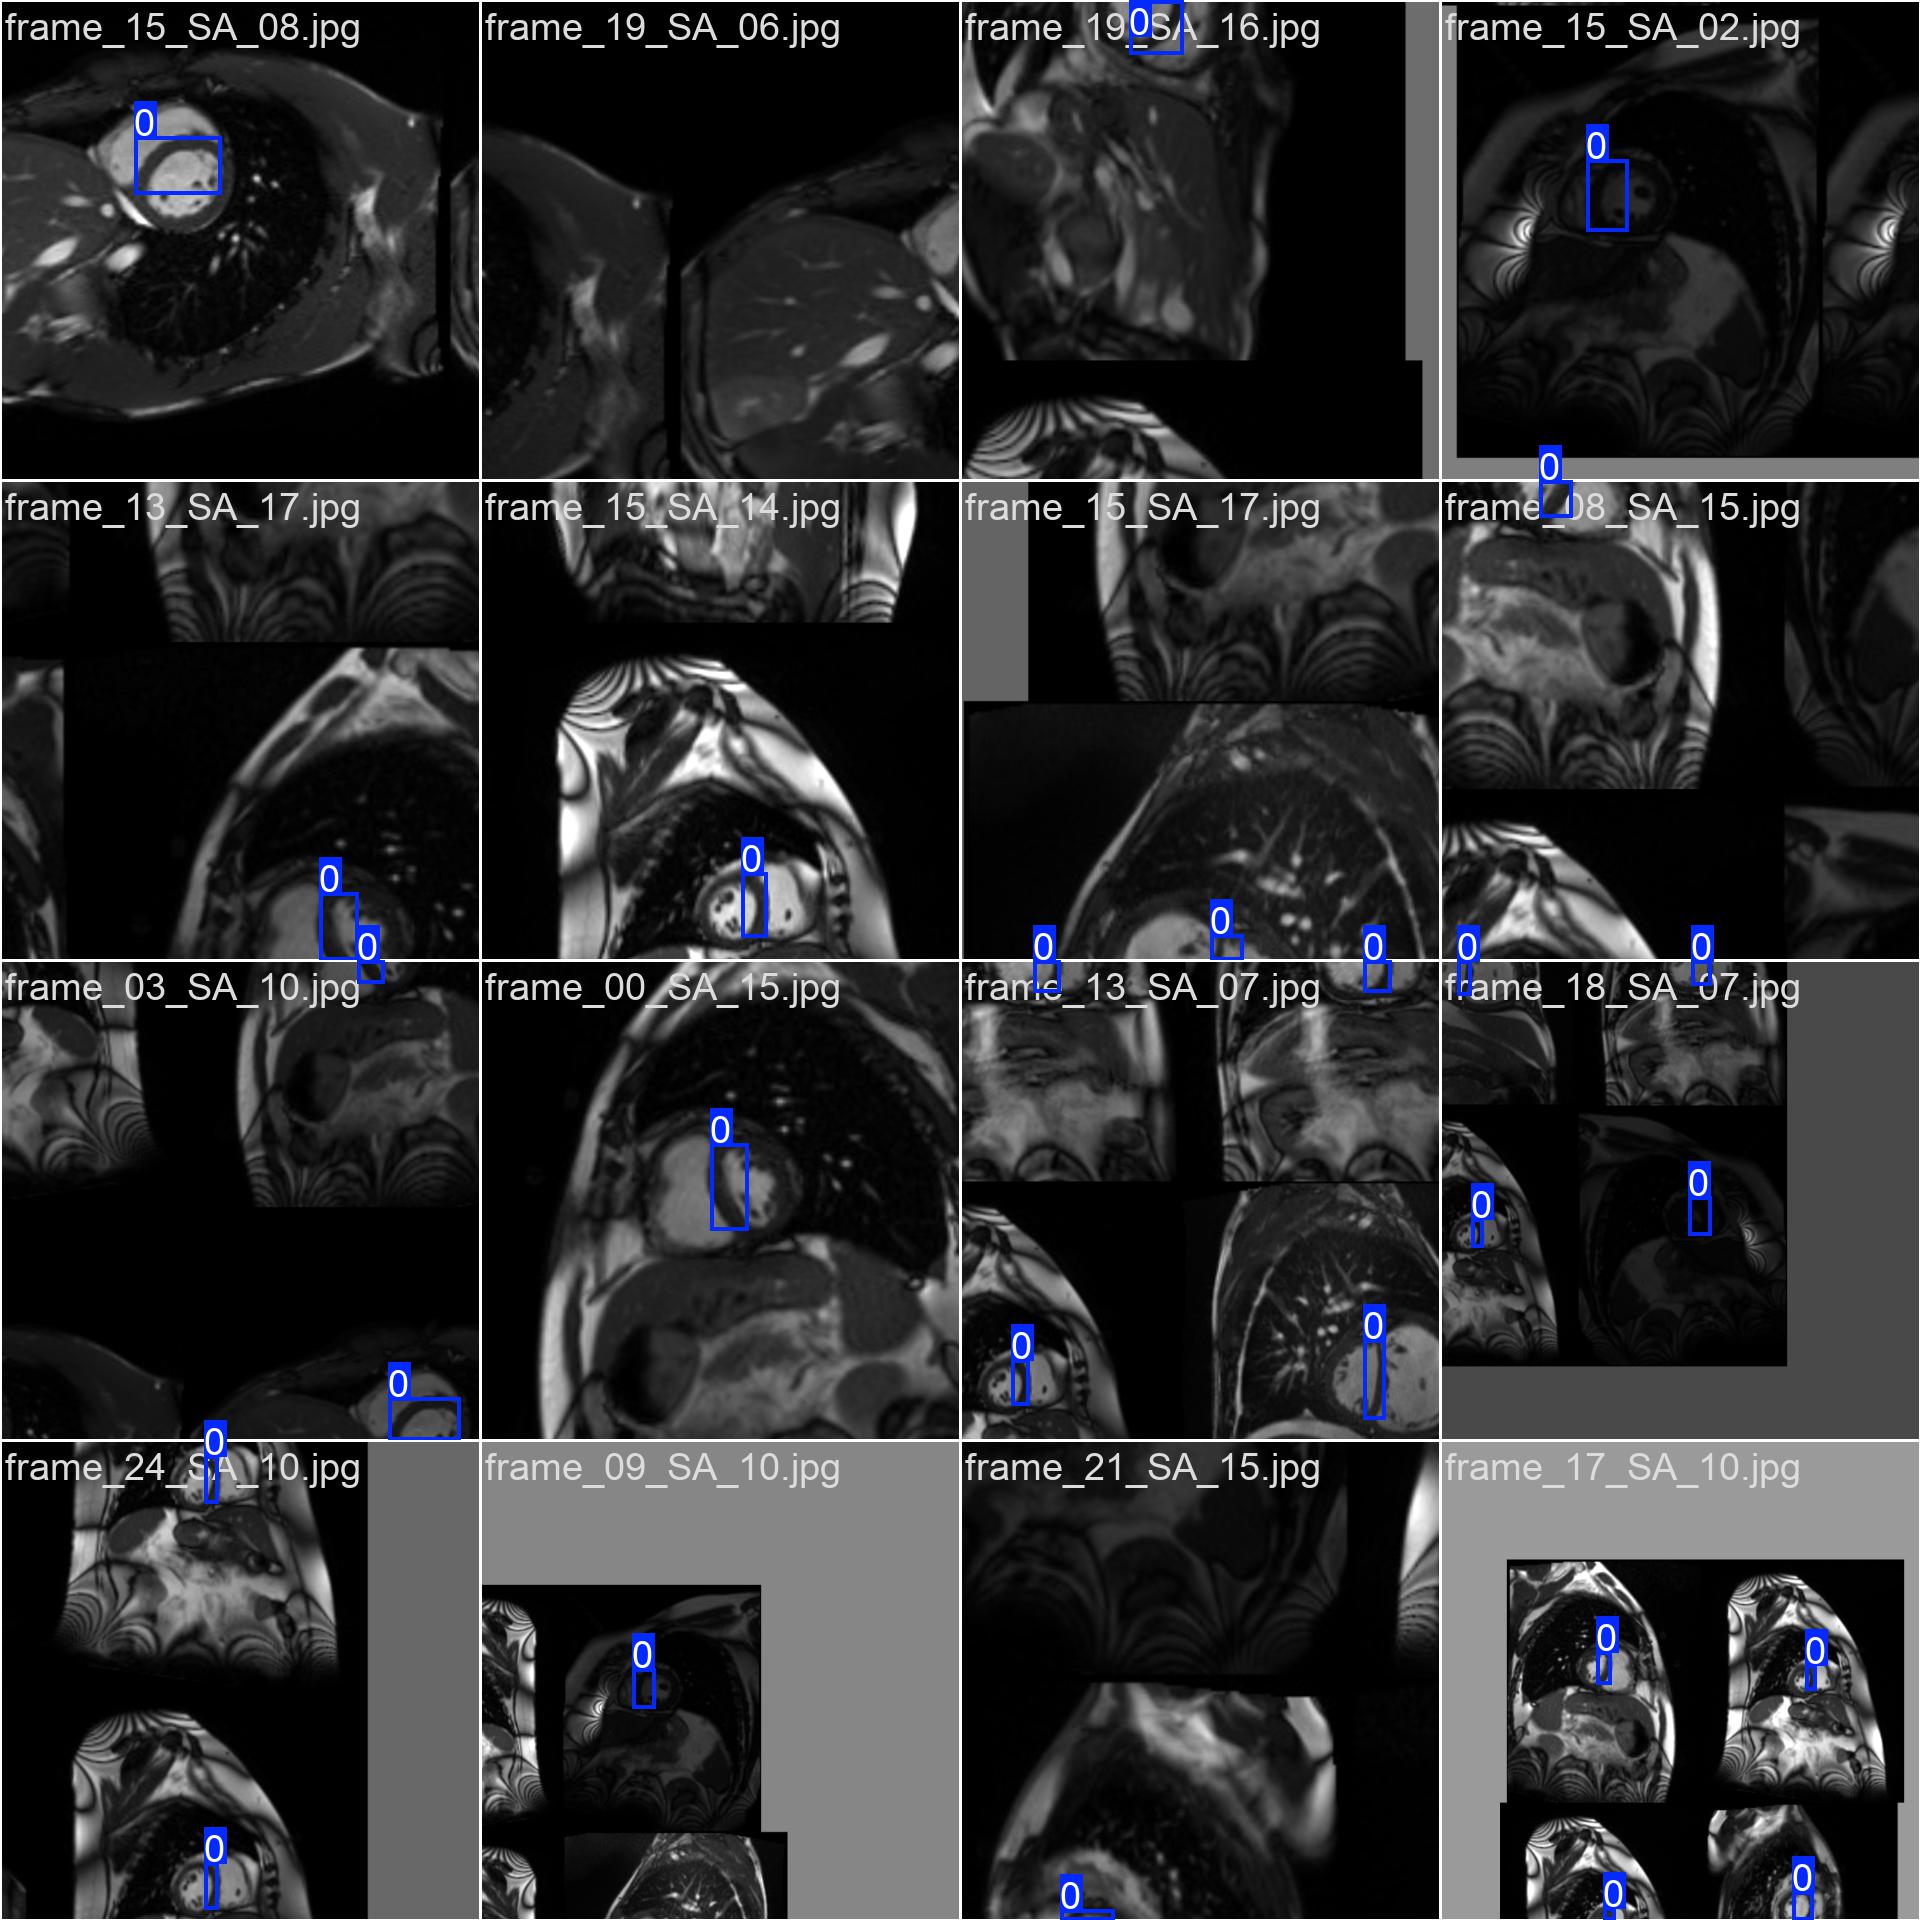 frame_15_SA_08.jpg
frame_19_SA_06.jpg
frame_19_SA_16.jpg
frame_15_SA_02.jpg
0
0
0
frame_13_SA_17.jpg
frame_15_SA_14.jpg
frame_15_SA_17.jpg
frame_08_SA_15.jpg
0
0
0
0
0
0
0
0
0
frame_03_SA_10.jpg
frame_00_SA_15.jpg
frame_13_SA_07.jpg
frame_18_SA_07.jpg
0
0
0
0
0
0
0
frame_24_SA_10.jpg
frame_09_SA_10.jpg
frame_21_SA_15.jpg
frame_17_SA_10.jpg
0
0
0
0
0
0
0
0